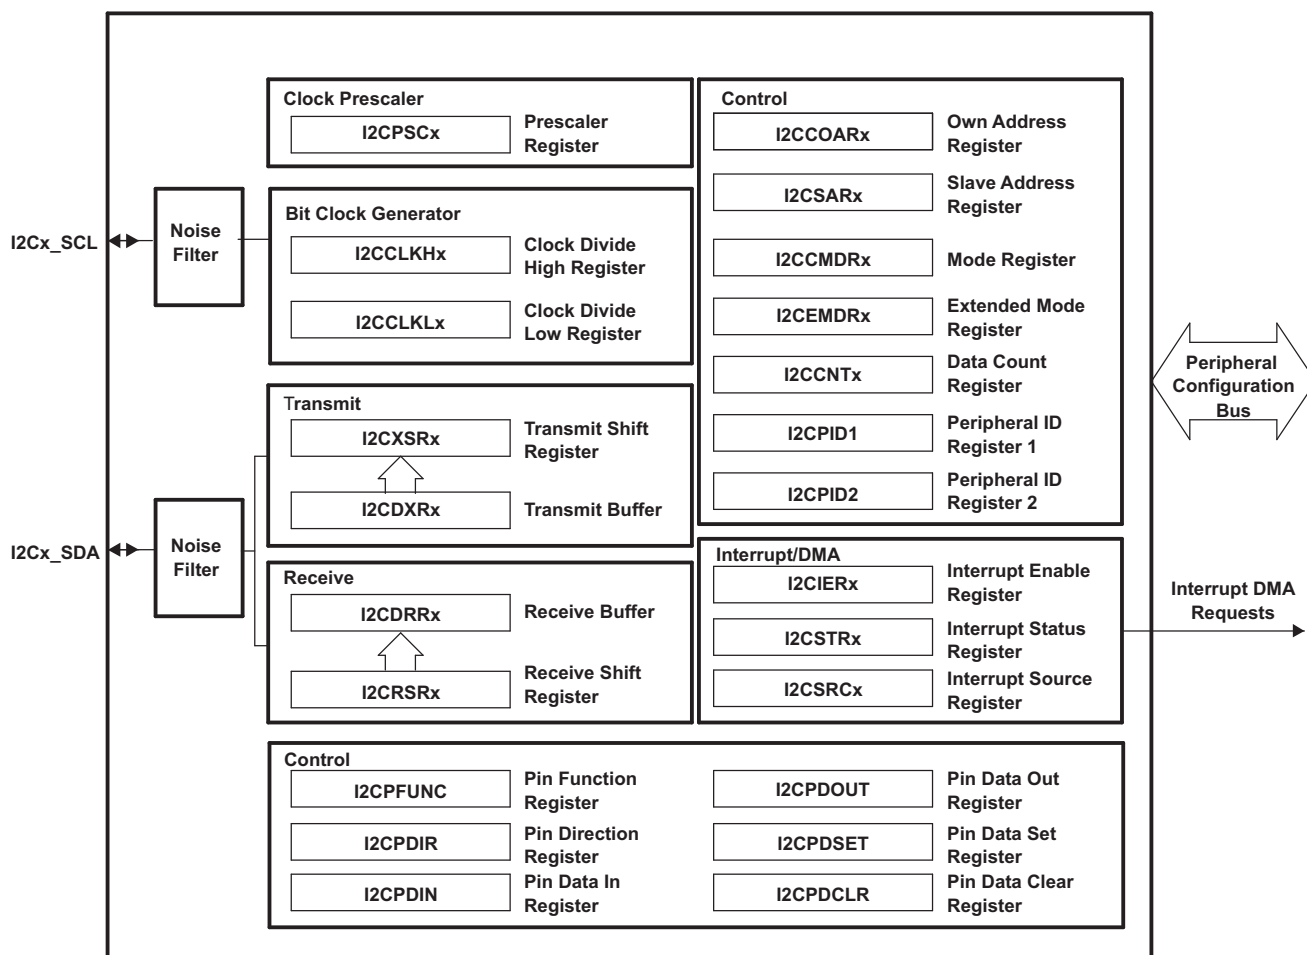 Clock Prescaler
I2CPSCx
Prescaler
Register
I2Cx_SCL
Noise
Filter
Bit Clock Generator
I2CCLKHx
Clock Divide
High Register
I2CCLKLx
Clock Divide
Low Register
Transmit
I2CXSRx
Transmit Shift
Register
I2CDXRx
Transmit Buffer
I2Cx_SDA
Noise
Filter
Receive
I2CDRRx
Receive Buffer
I2CRSRx
Receive Shift
Register
Control
I2CCOARx
Own Address
Register
I2CSARx
Slave Address
Register
I2CCMDRx
Mode Register
I2CEMDRx
Extended Mode
Register
I2CCNTx
Data Count
Register
I2CPID1
Peripheral ID
Register 1
I2CPID2
Peripheral ID
Register 2
Peripheral
Configuration
Bus
Interrupt/DMA
I2CIERx
Interrupt Enable
Register
I2CSTRx
Interrupt Status
Register
I2CSRCx
Interrupt Source
Register
Interrupt DMA
Requests
Control
I2CPFUNC
Pin Function
Register
I2CPDIR
Pin Direction
Register
I2CPDIN
Pin Data In
Register
I2CPDOUT
Pin Data Out
Register
I2CPDSET
Pin Data Set
Register
I2CPDCLR
Pin Data Clear
Register